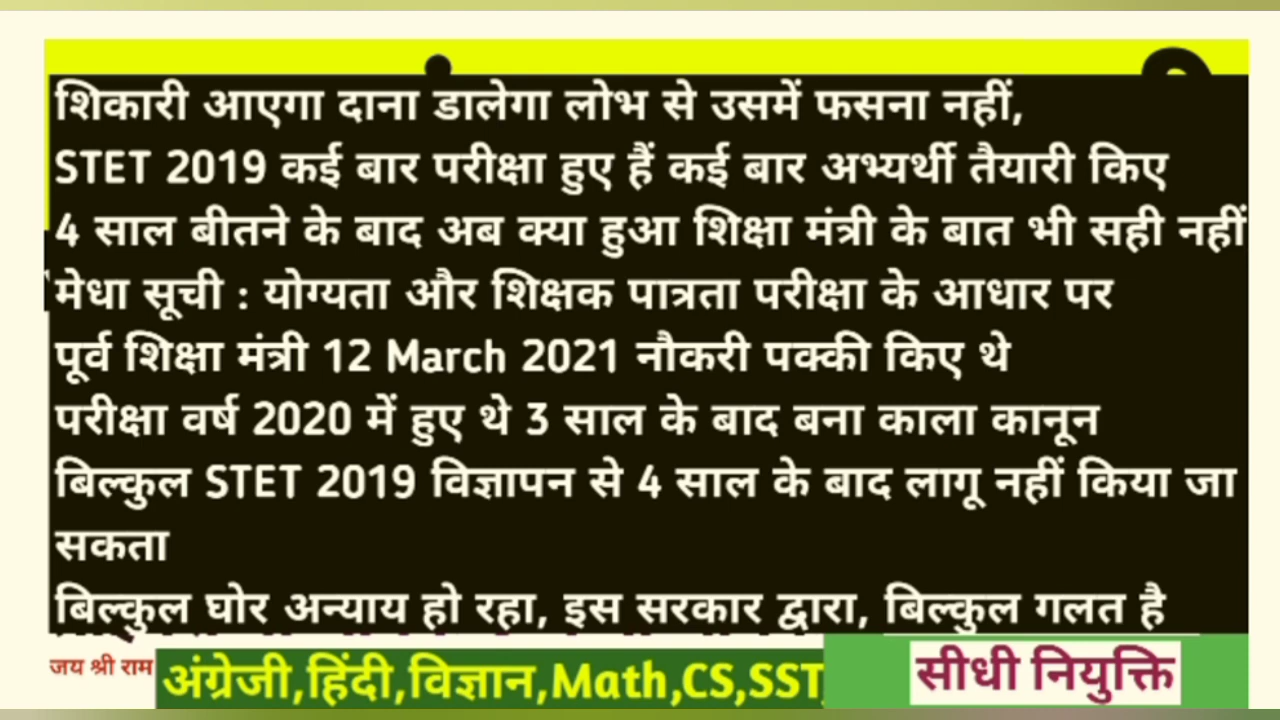 शिकारी आएगा दाना डालेगा लोभ से उसमें फसना नहीं,
STET 2019 कई बार परीक्षा हुए हैं कई बार अभ्यर्थी तैयारी किए
4 साल बीतने के बाद अब क्या हुआ शिक्षा मंत्री के बात भी सही नहीं
मेधा सूची : योग्यता और शिक्षक पात्रता परीक्षा के आधार पर
पूर्व शिक्षा मंत्री 12 March 2021 नौकरी पक्की किए थे
परीक्षा वर्ष 2020 में हुए थे 3 साल के बाद बना काला कानून
बिल्कुल STET 2019 विज्ञापन से 4 साल के बाद लागू नहीं किया जा
सकता
बिल्कुल घोर अन्याय हो रहा, इस सरकार द्वारा, बिल्कुल गलत है
जय श्री राम
अंग्रेजी,हिंदी,विज्ञान,Math,CS,SST,
सीधी नियुक्ति